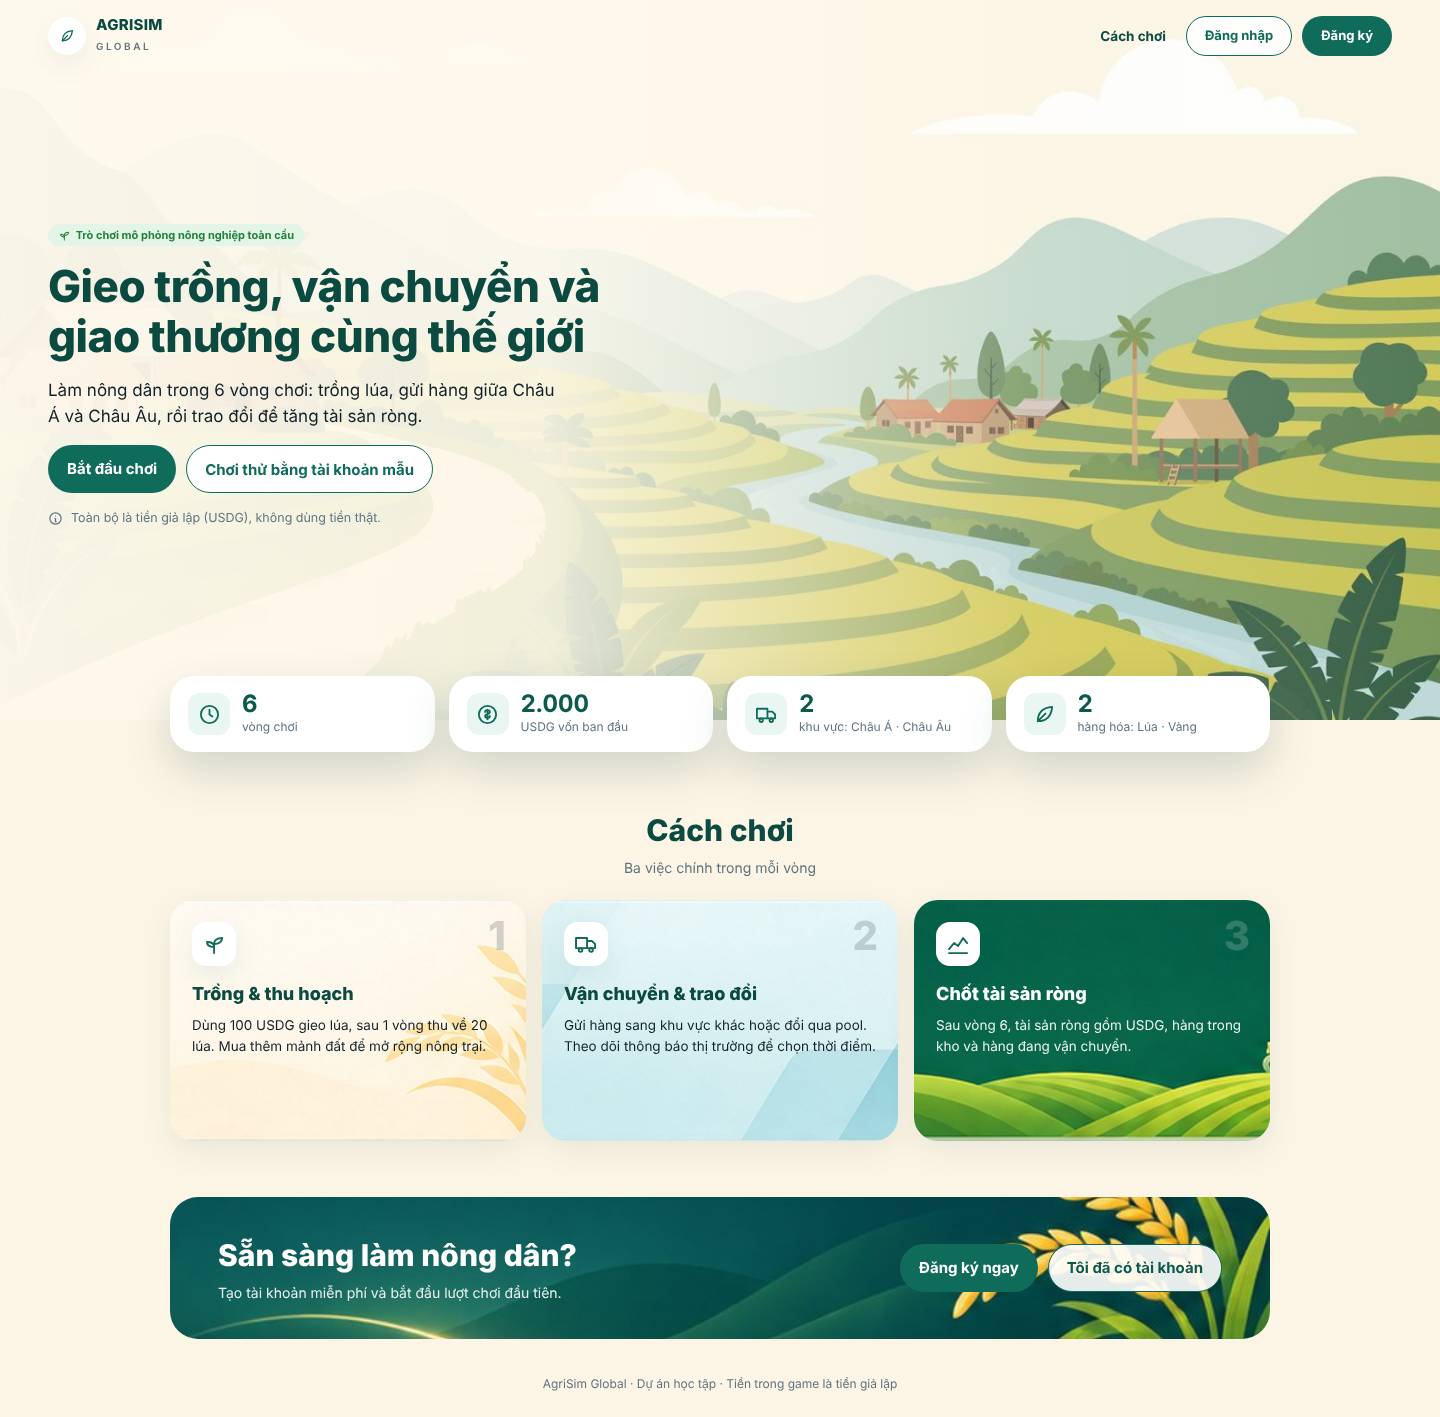 AGRISIM
GLOBAL
Cách chơi
Đăng nhập
Đăng ký
Trò chơi mô phỏng nông nghiệp toàn cầu
Gieo trồng, vận chuyển và
giao thương cùng thế giới
Làm nông dân trong 6 vòng chơi: trồng lúa, gửi hàng giữa Châu
Á và Châu Âu, rồi trao đổi để tăng tài sản ròng.
Bắt đầu chơi
Chơi thử bằng tài khoản mẫu
Toàn bộ là tiền giả lập (USDG), không dùng tiền thật.
6
vòng chơi
2.000
USDG vốn ban đầu
2
khu vực: Châu Á · Châu Âu
2
hàng hóa: Lúa · Vàng
Cách chơi
Ba việc chính trong mỗi vòng
1
Trồng & thu hoạch
Dùng 100 USDG gieo lúa, sau 1 vòng thu về 20
lúa. Mua thêm mảnh đất để mở rộng nông trại.
2
Vận chuyển & trao đổi
Gửi hàng sang khu vực khác hoặc đổi qua pool.
Theo dõi thông báo thị trường để chọn thời điểm.
3
Chốt tài sản ròng
Sau vòng 6, tài sản ròng gồm USDG, hàng trong
kho và hàng đang vận chuyển.
Sẵn sàng làm nông dân?
Tạo tài khoản miễn phí và bắt đầu lượt chơi đầu tiên.
Đăng ký ngay
Tôi đã có tài khoản
AgriSim Global · Dự án học tập · Tiền trong game là tiền giả lập